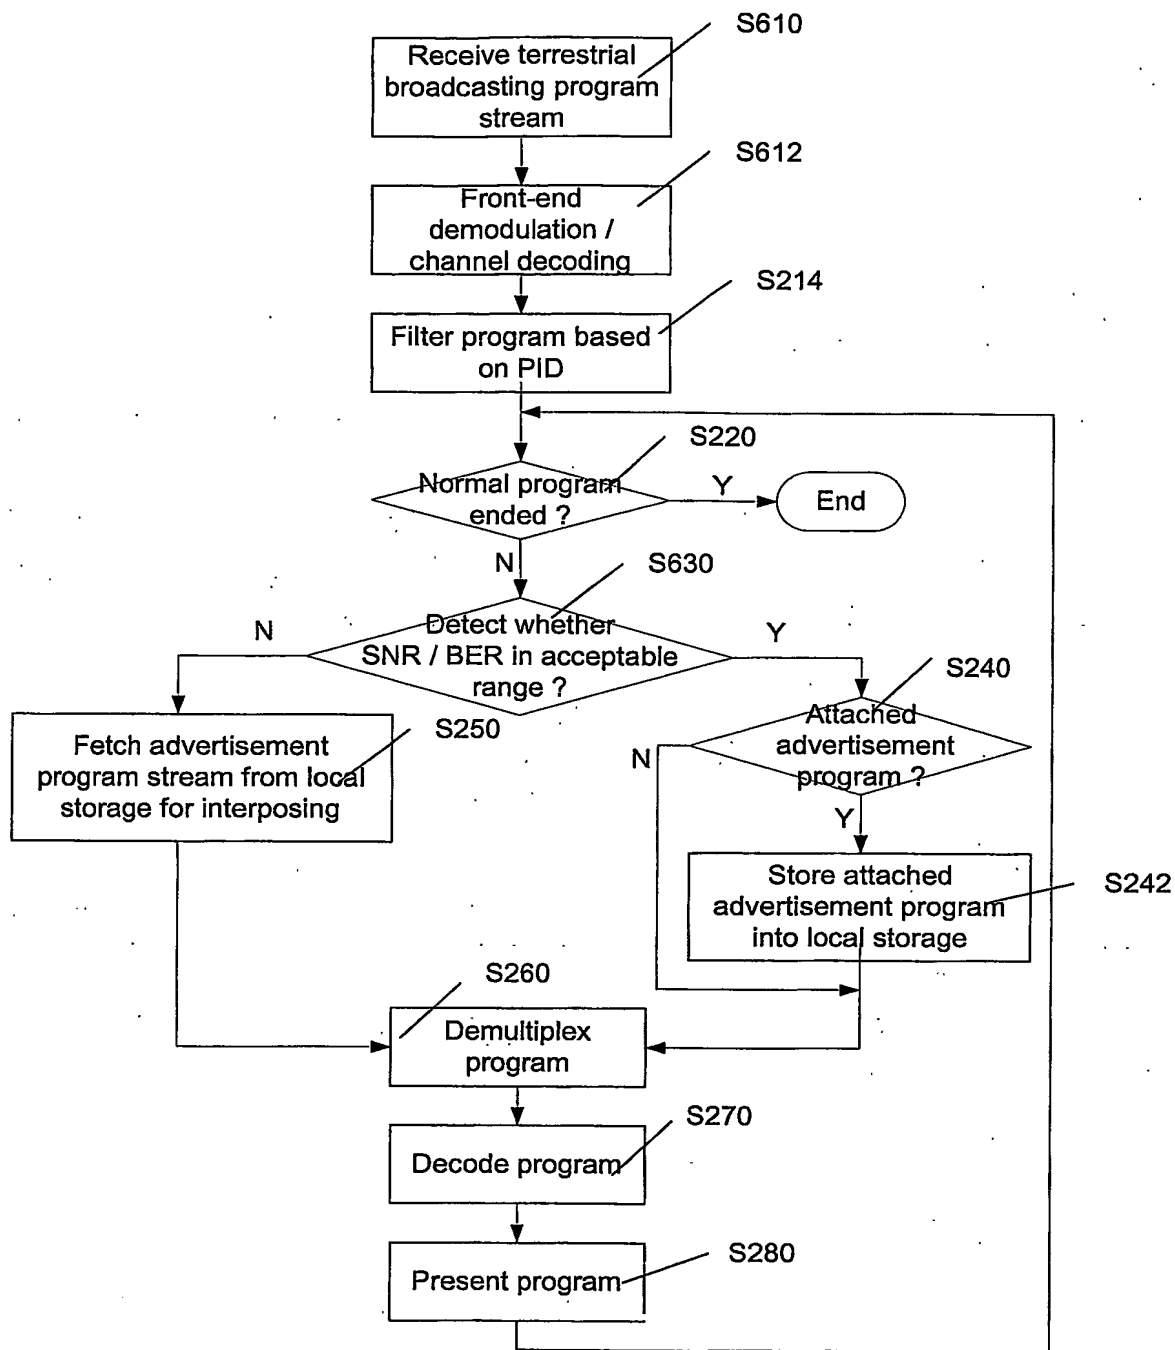 S610
Receive terrestrial
broadcasting program
stream
S612
Front-end
demodulation /
channel decoding
S214
Filter program based
on PID
S220
Normal program
ended ?
Y
End
N
S630
Detect whether
SNR / BER in acceptable
range ?
N
Y
S240
Attached
advertisement
program ?
N
Y
S250
Fetch advertisement
program stream from local
storage for interposing
Store attached
advertisement program
into local storage
S242
S260
Demultiplex
program
S270
Decode program
S280
Present program